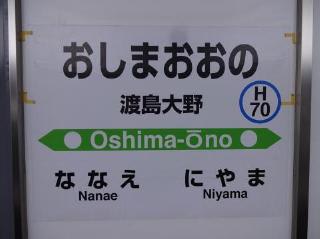 おしまおおの
渡島大野
H
70
Oshima-Ōno
ななえ にやま
Nanae Niyama